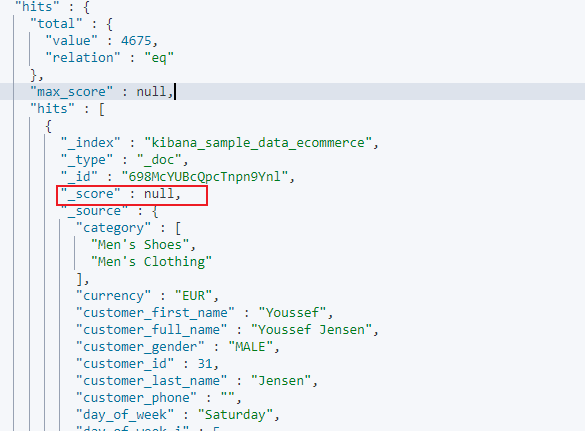 "hits" : {
"total" : {
"value" : 4675,
"relation" : "eq"
},
"max_score" : null,
"hits" : [
{
"_index" : "kibana_sample_data_ecommerce",
"_type" : "_doc",
"_id" : "698McYUBcQpcTnpn9Ynl",
"_score" : null,
"_source" : {
"category" : [
"Men's Shoes",
"Men's Clothing"
],
"currency" : "EUR",
"customer_first_name" : "Youssef",
"customer_full_name" : "Youssef Jensen",
"customer_gender" : "MALE",
"customer_id" : 31,
"customer_last_name" : "Jensen",
"customer_phone" : "",
"day_of_week" : "Saturday",
"day_of_week_i" : 5